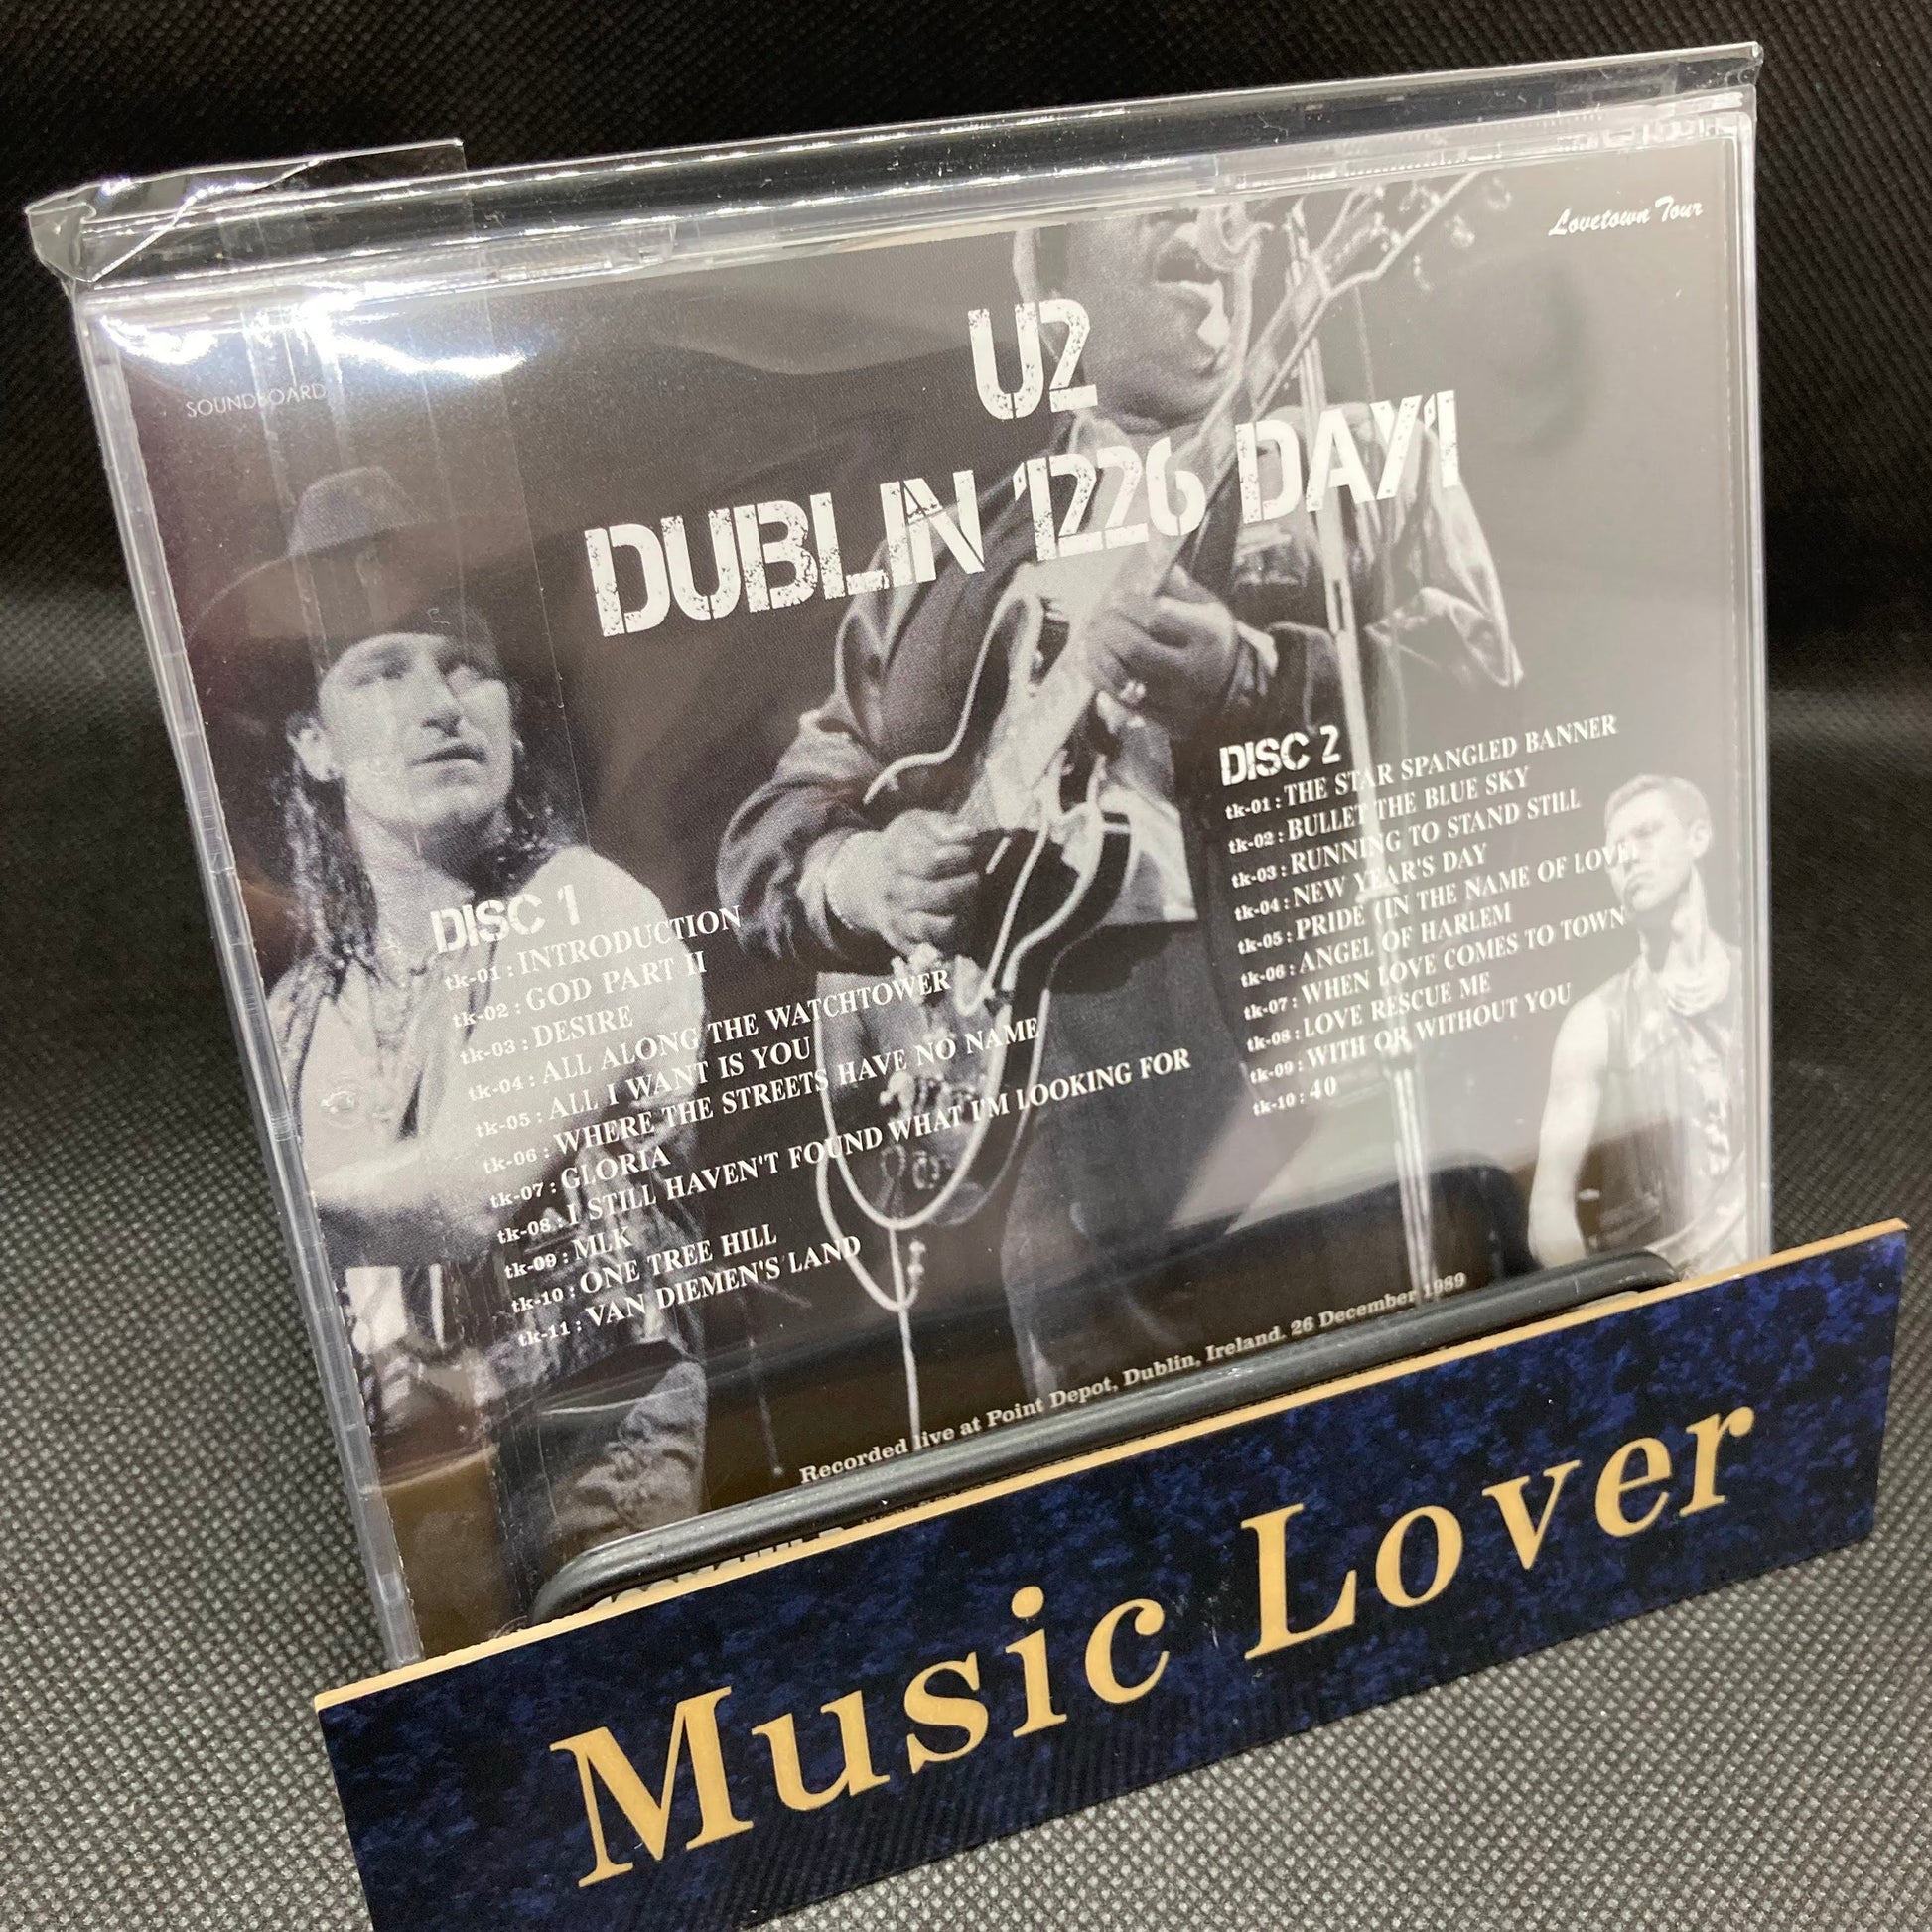 Lovetown Tour
SOUNDBOARD
U2
DUBLIN 1226 DAY1
DISC 1
tk-01 : INTRODUCTION
tk-02 : GOD PART II
tk-03 : DESIRE
tk-04 : ALL ALONG THE WATCHTOWER
tk-05 : ALL I WANT IS YOU
tk-06 : WHERE THE STREETS HAVE NO NAME
tk-07 : GLORIA
tk-08 : I STILL HAVEN'T FOUND WHAT I'M LOOKING FOR
tk-09 : MLK
tk-10 : ONE TREE HILL
tk-11 : VAN DIEMEN'S LAND
DISC 2
tk-01 : THE STAR SPANGLED BANNER
tk-02 : BULLET THE BLUE SKY
tk-03 : RUNNING TO STAND STILL
tk-04 : NEW YEAR'S DAY
tk-05 : PRIDE (IN THE NAME OF LOVE)
tk-06 : ANGEL OF HARLEM
tk-07 : WHEN LOVE COMES TO TOWN
tk-08 : LOVE RESCUE ME
tk-09 : WITH OR WITHOUT YOU
tk-10 : 40
Recorded live at Point Depot, Dublin, Ireland. 26 December 1989
Music Lover